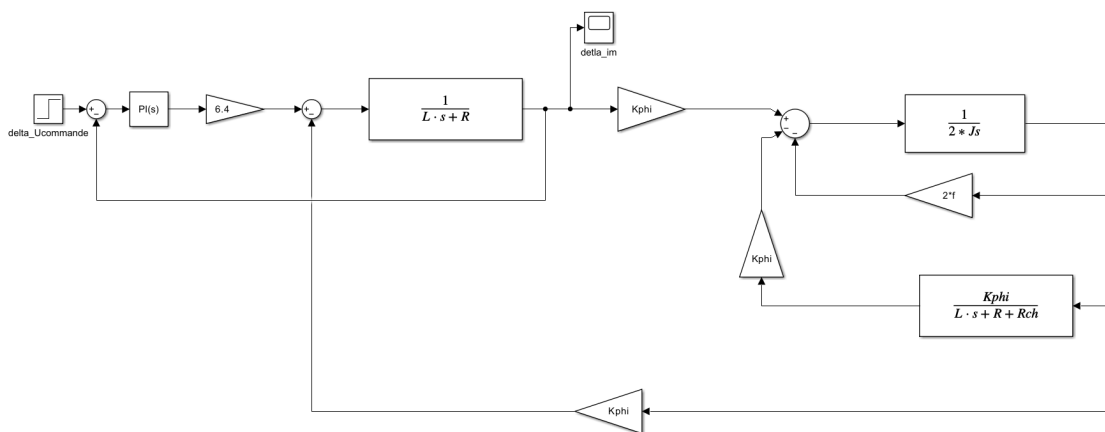 detla_im
delta_Ucommande
+
−
PI(s)
6.4
+
−
1
L · s + R
Kphi
+
−
−
1
2 * Js
2*f
Kphi
Kphi
L · s + R + Rch
Kphi